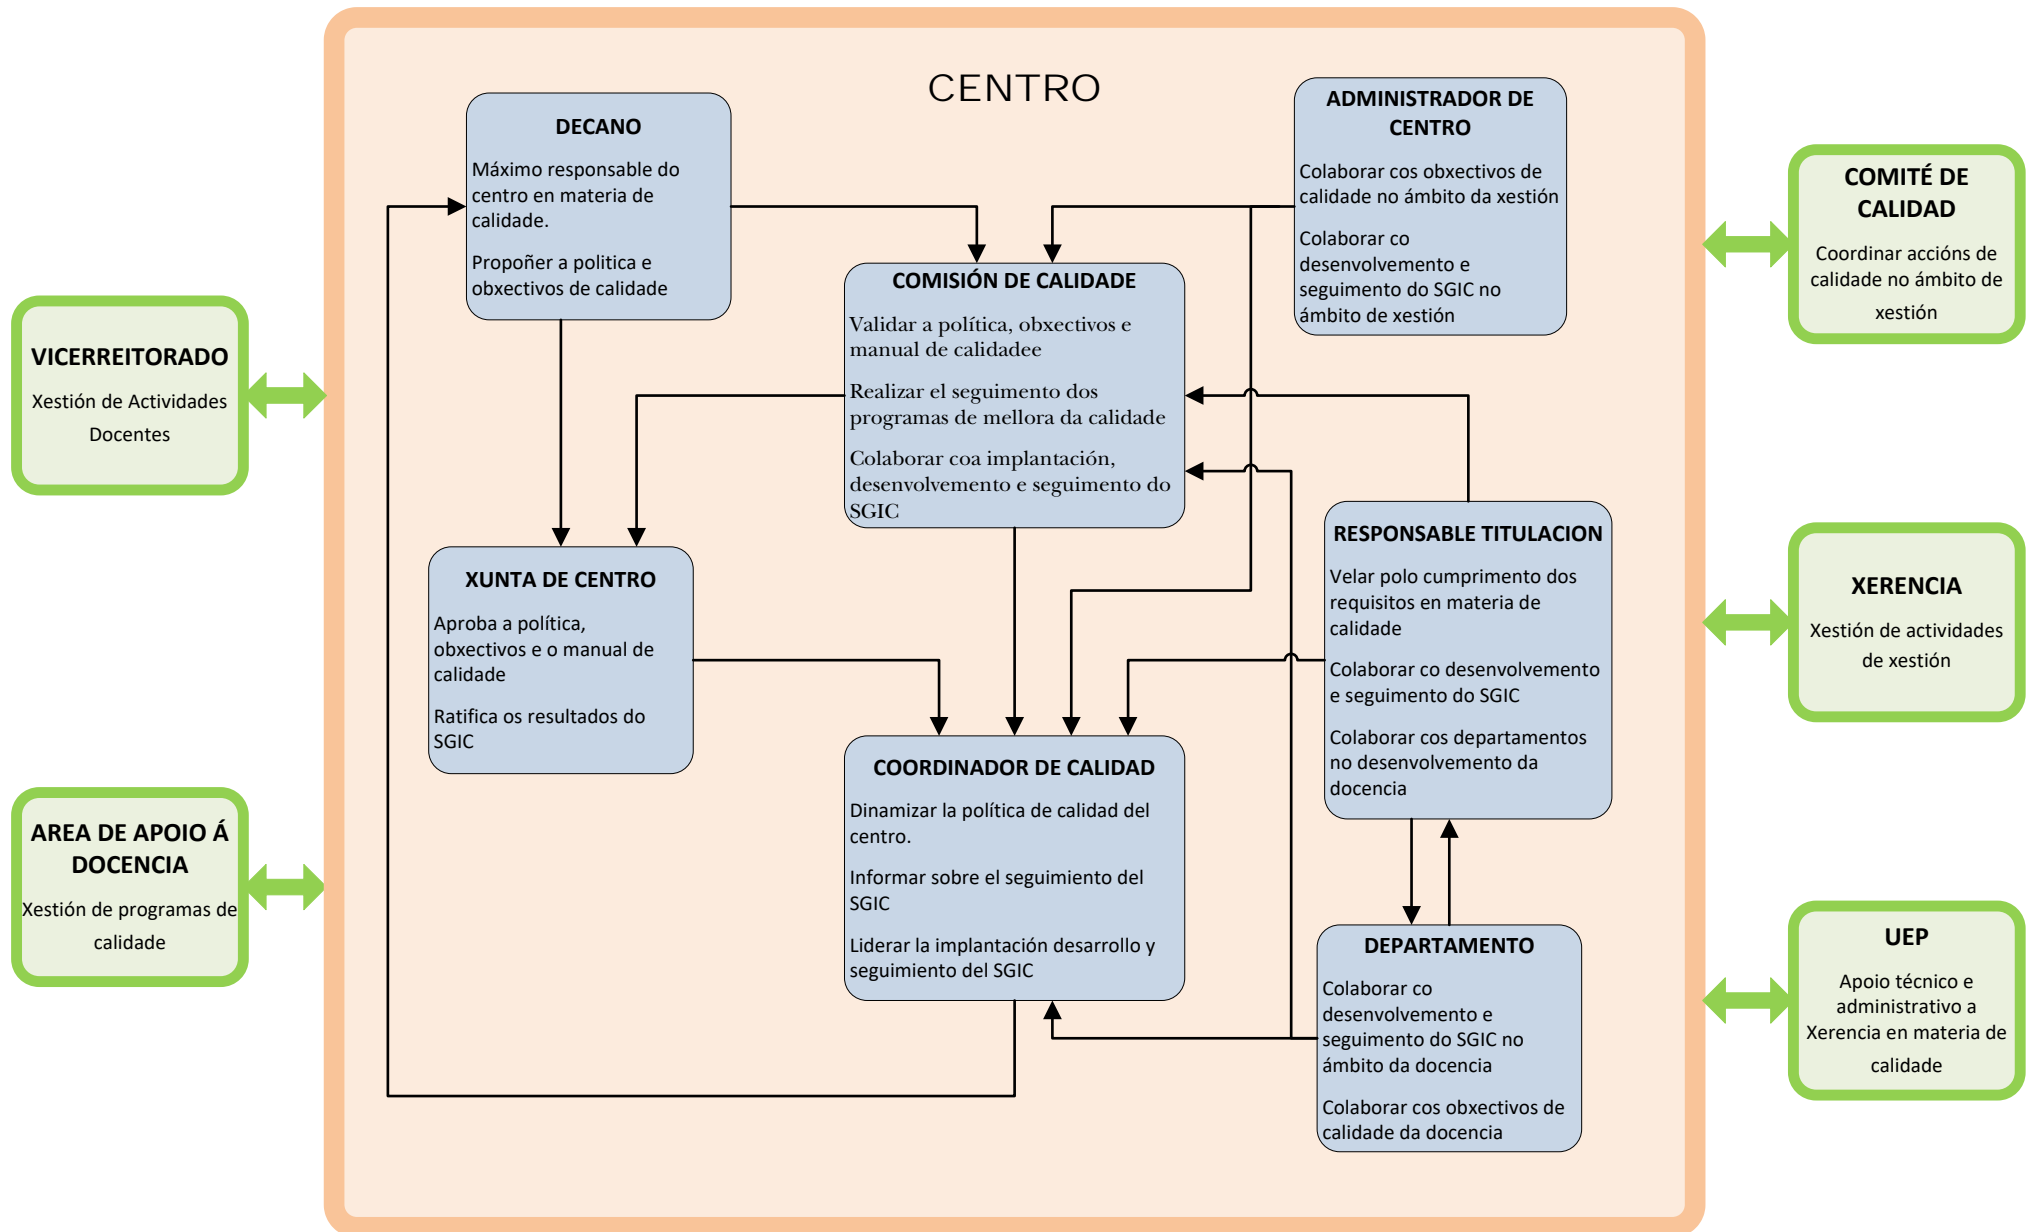 CENTRO
DECANO
Máximo responsable do
centro en materia de
calidade.
Propoñer a politica e
obxectivos de calidade
ADMINISTRADOR DE
CENTRO
Colaborar cos obxectivos de
calidade no ámbito da xestión
Colaborar co
desenvolvemento e
seguimento do SGIC no
ámbito de xestión
COMITÉ DE
CALIDAD
Coordinar accións de
calidade no ámbito de
xestión
COMISIÓN DE CALIDADE
Validar a política, obxectivos e
manual de calidadee
Realizar el seguimento dos
programas de mellora da calidade
Colaborar coa implantación,
desenvolvemento e seguimento do
SGIC
VICERREITORADO
Xestión de Actividades
Docentes
RESPONSABLE TITULACION
Velar polo cumprimento dos
requisitos en materia de
calidade
Colaborar co desenvolvemento
e seguimento do SGIC
Colaborar cos departamentos
no desenvolvemento da
docencia
XERENCIA
Xestión de actividades
de xestión
XUNTA DE CENTRO
Aproba a política,
obxectivos e o manual de
calidade
Ratifica os resultados do
SGIC
COORDINADOR DE CALIDAD
Dinamizar la política de calidad del
centro.
Informar sobre el seguimiento del
SGIC
Liderar la implantación desarrollo y
seguimiento del SGIC
AREA DE APOIO Á
DOCENCIA
Xestión de programas de
calidade
DEPARTAMENTO
Colaborar co
desenvolvemento e
seguimento do SGIC no
ámbito da docencia
Colaborar cos obxectivos de
calidade da docencia
UEP
Apoio técnico e
administrativo a
Xerencia en materia de
calidade